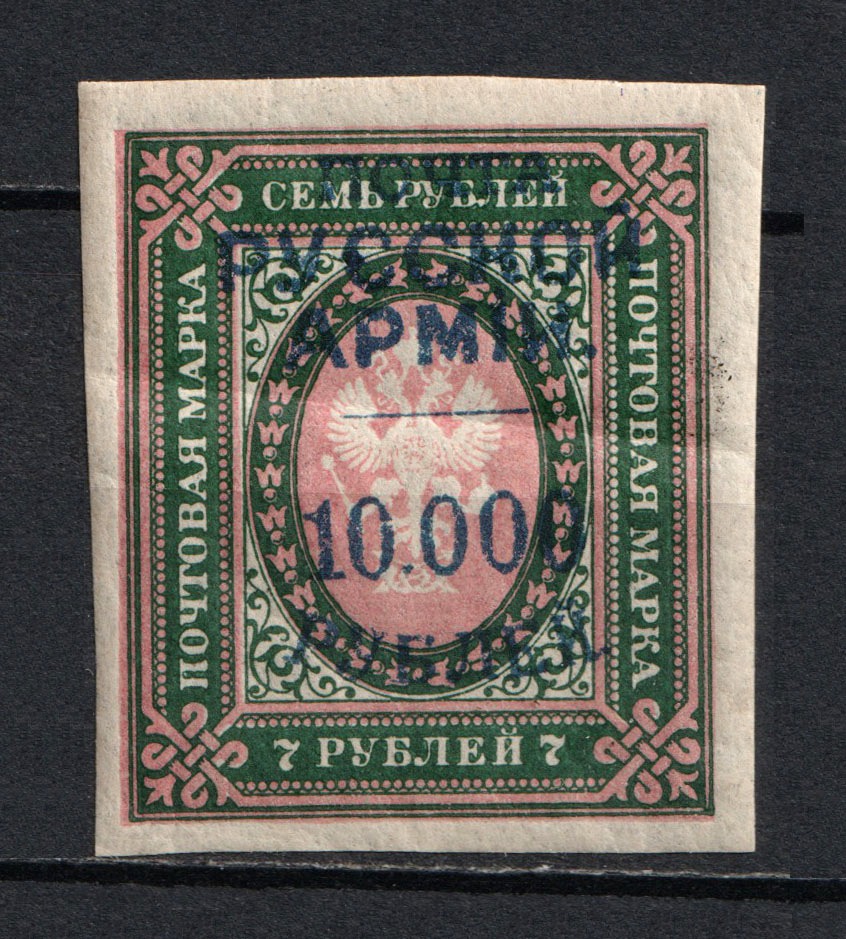 ПОЧТА
СЕМЬ РУБЛЕЙ
РУССКОЙ
АРМІИ.
ПОЧТОВАЯ МАРКА
ПОЧТОВАЯ МАРКА
10.000
РУБЛЕЙ.
7 РУБЛЕЙ 7